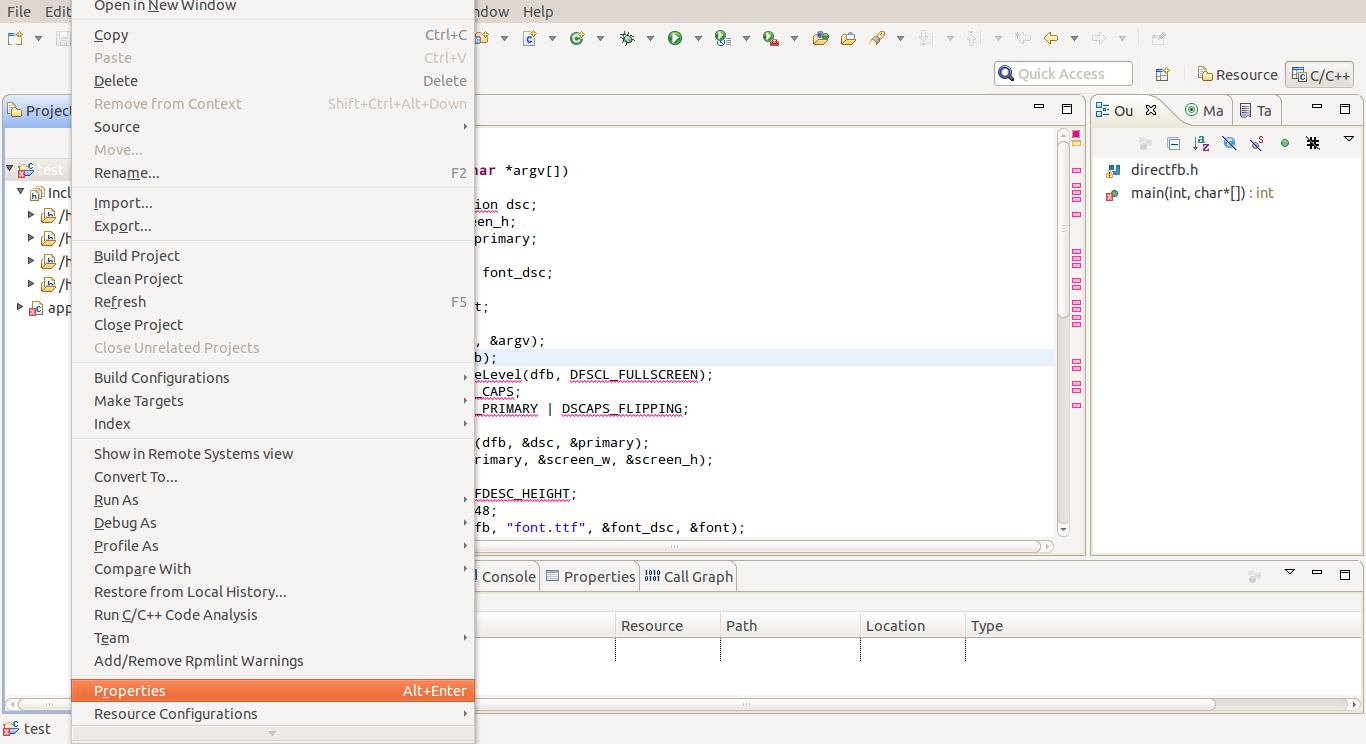 File Edit ndow Help
Open in New Window
Copy Ctrl+C
Paste Ctrl+V
Delete Delete
Remove from Context Shift+Ctrl+Alt+Down
Source
Move...
Rename... F2
Import...
Export...
Build Project
Clean Project
Refresh F5
Close Project
Close Unrelated Projects
Build Configurations
Make Targets
Index
Show in Remote Systems view
Convert To...
Run As
Debug As
Profile As
Compare With
Restore from Local History...
Run C/C++ Code Analysis
Team
Add/Remove Rpmlint Warnings
Properties Alt+Enter
Resource Configurations
Quick Access
Resource
C/C++
Project
test
Incl
/h
/h
/h
/h
app
har *argv[])
ion dsc;
een_h;
primary;
font_dsc;
t;
, &argv);
b);
eLevel(dfb, DFSCL_FULLSCREEN);
_CAPS;
_PRIMARY | DSCAPS_FLIPPING;
(dfb, &dsc, &primary);
rimary, &screen_w, &screen_h);
FDESC_HEIGHT;
48;
fb, "font.ttf", &font_dsc, &font);
Ou Ma Ta
directfb.h
main(int, char*[]) : int
Console Properties Call Graph
Resource Path Location Type
test